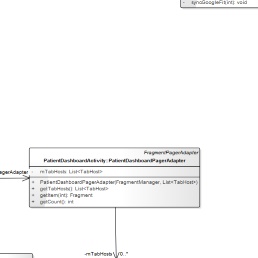 - syncGoogleFit(int): void
FragmentPagerAdapter
PatientDashboardActivity::PatientDashboardPagerAdapter
agerAdapter
- mTabHosts: List<TabHost>
+ PatientDashboardPagerAdapter(FragmentManager, List<TabHost>)
+ getTabHosts(): List<TabHost>
+ getItem(int): Fragment
+ getCount(): int
-mTabHosts 0..*